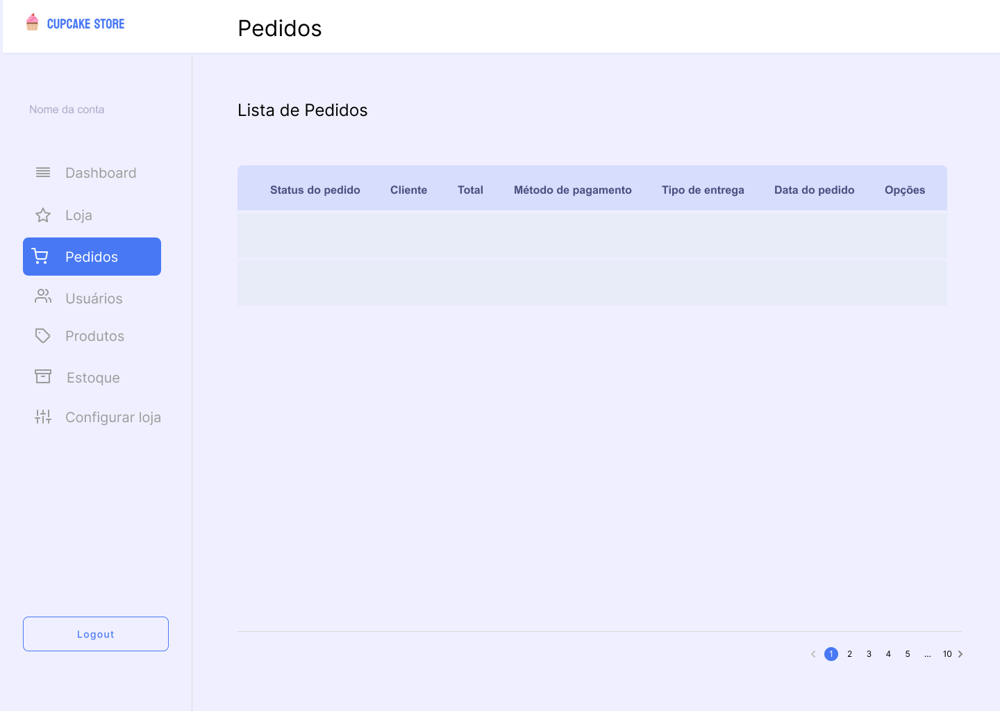 CUPCAKE STORE
Pedidos
Nome da conta
Dashboard
Loja
Pedidos
Usuários
Produtos
Estoque
Configurar loja
Logout
Lista de Pedidos
Status do pedido Cliente Total Método de pagamento Tipo de entrega Data do pedido Opções
1 2 3 4 5 ... 10